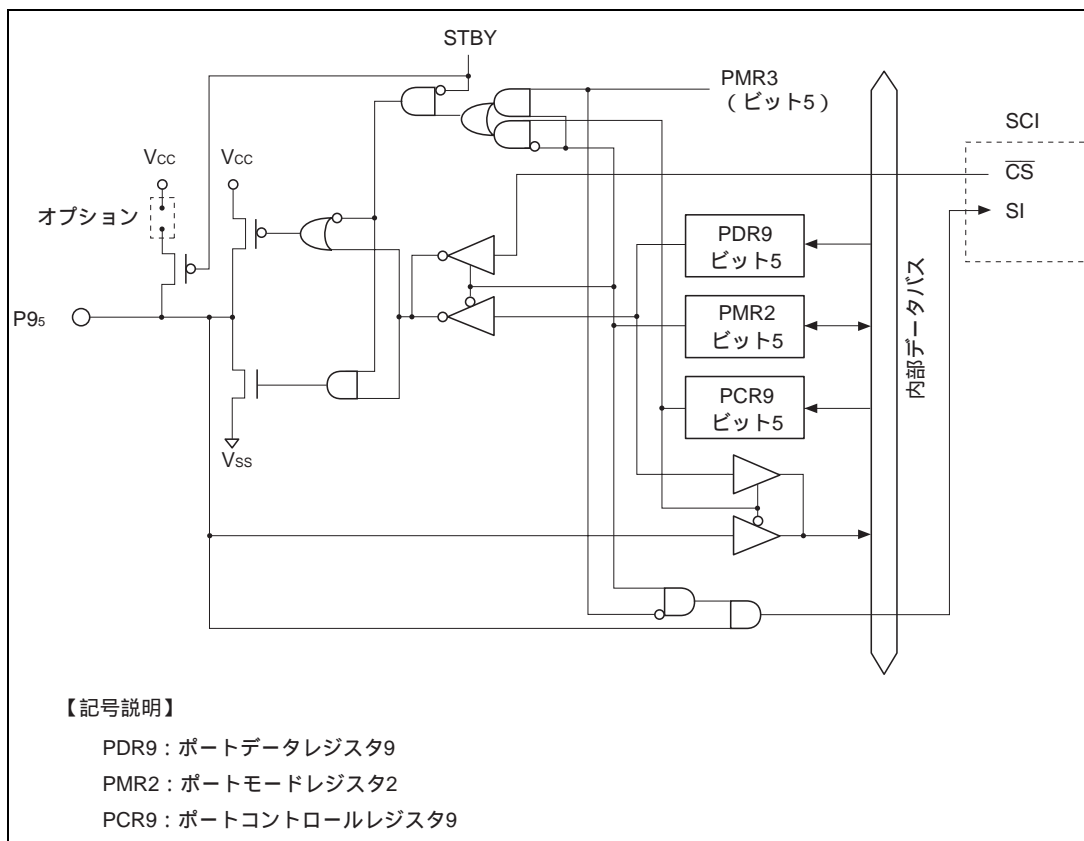 STBY
PMR3
（ビット5）
SCI
VCC
VCC
CS
オプション
SI
PDR9
ビット5
P95
PMR2
ビット5
内部データバス
PCR9
ビット5
VSS
【記号説明】
PDR9：ポートデータレジスタ9
PMR2：ポートモードレジスタ2
PCR9：ポートコントロールレジスタ9